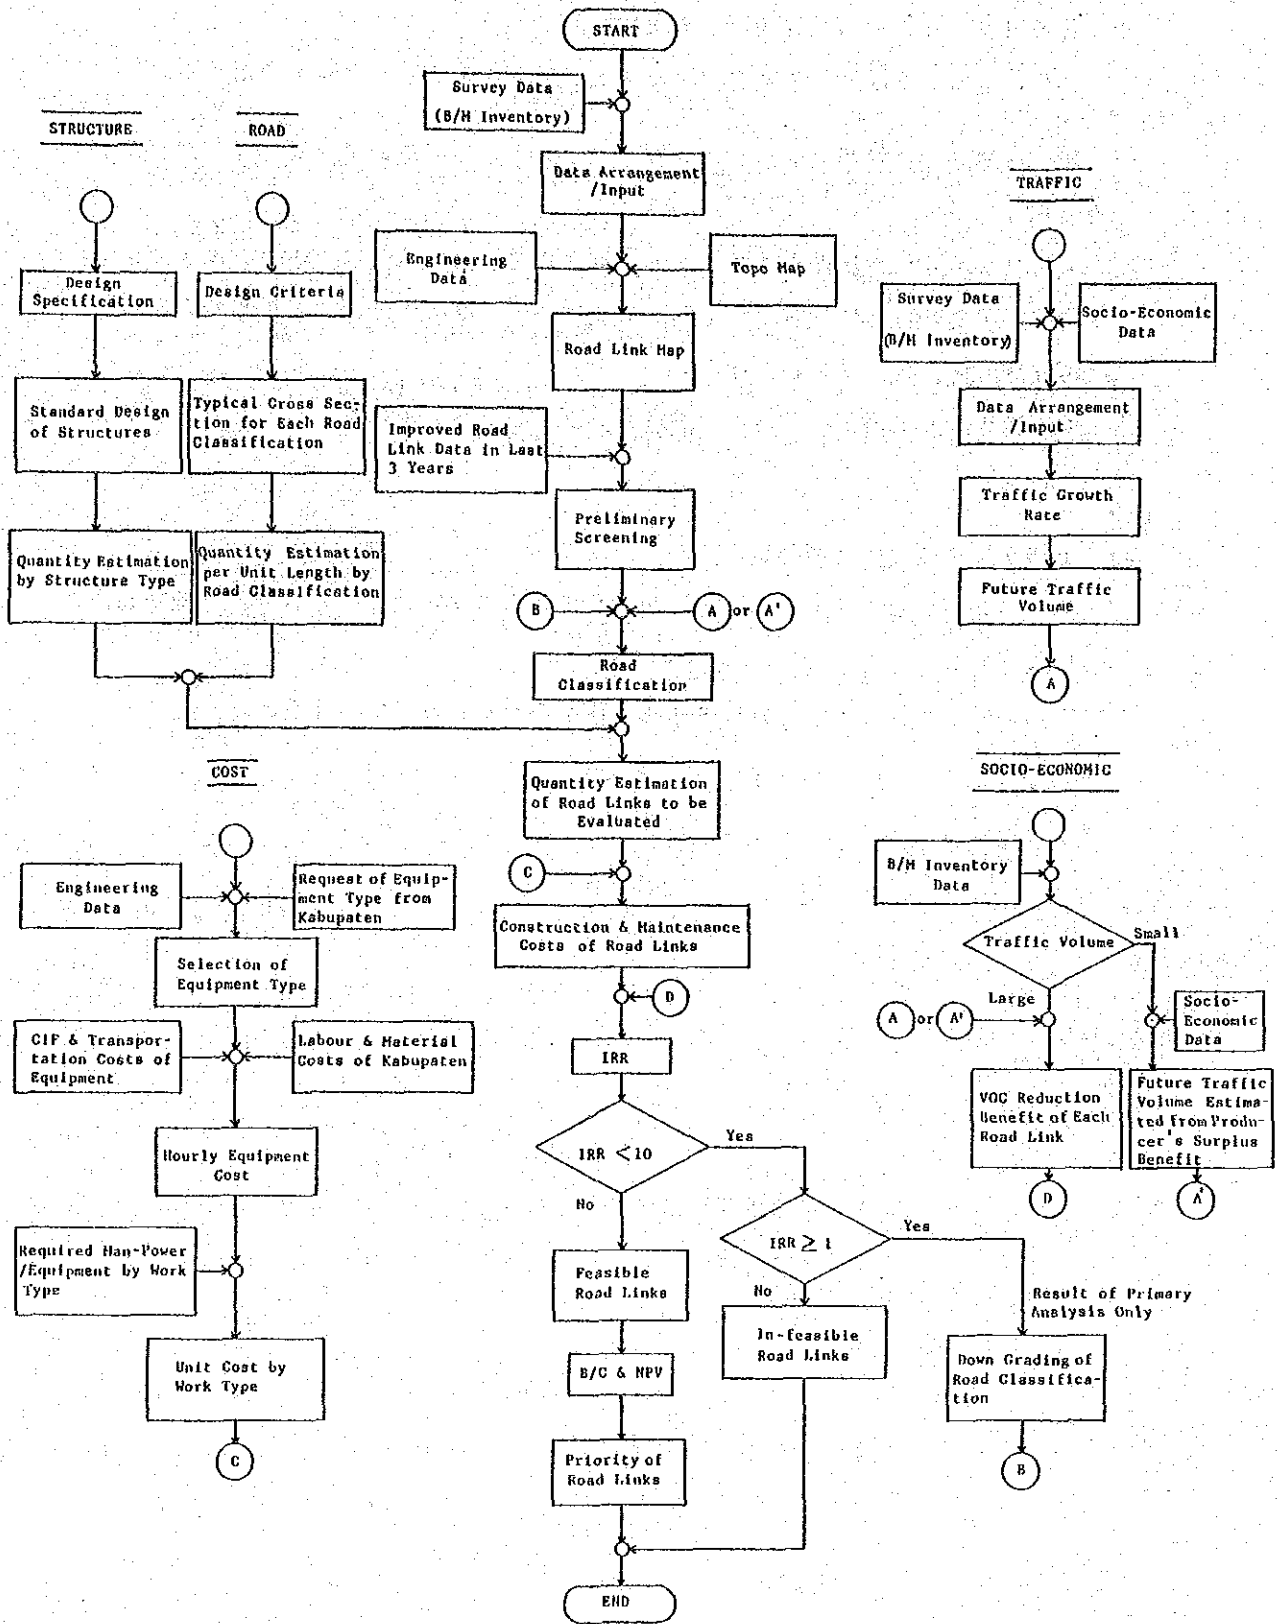 START
Survey Data
(B/M Inventory)
STRUCTURE
ROAD
Data Arrangement
/Input
TRAFFIC
Engineering
Data
Topo Map
Design
Specification
Design Criteria
Survey Data
(B/M Inventory)
Socio-Economic
Data
Road Link Map
Standard Design
of Structures
Typical Cross Sec-
tion for Each Road
Classification
Improved Road
Link Data in Last
3 Years
Data Arrangement
/Input
Preliminary
Screening
Traffic Growth
Rate
Quantity Estimation
by Structure Type
Quantity Estimation
per Unit Length by
Road Classification
Future Traffic
Volume
B
A or A'
Road
Classification
A
COST
SOCIO-ECONOMIC
Quantity Estimation
of Road Links to be
Evaluated
Engineering
Data
Request of Equip-
ment Type from
Kabupaten
C
B/M Inventory
Data
Construction & Maintenance
Costs of Road Links
Traffic Volume
Small
Selection of
Equipment Type
D
Large
A or A'
Socio-
Economic
Data
CIF & Transpor-
tation Costs of
Equipment
Labour & Material
Costs of Kabupaten
IRR
VOC Reduction
Benefit of Each
Road Link
Future Traffic
Volume Estima-
ted from Produ-
cer's Surplus
Benefit
Hourly Equipment
Cost
IRR < 10
Yes
No
D
A'
Required Man-Power
/Equipment by Work
Type
IRR ≥ 1
Yes
No
Feasible
Road Links
Result of Primary
Analysis Only
In-feasible
Road Links
Unit Cost by
Work Type
B/C & NPV
Down Grading of
Road Classifica-
tion
C
Priority of
Road Links
B
END